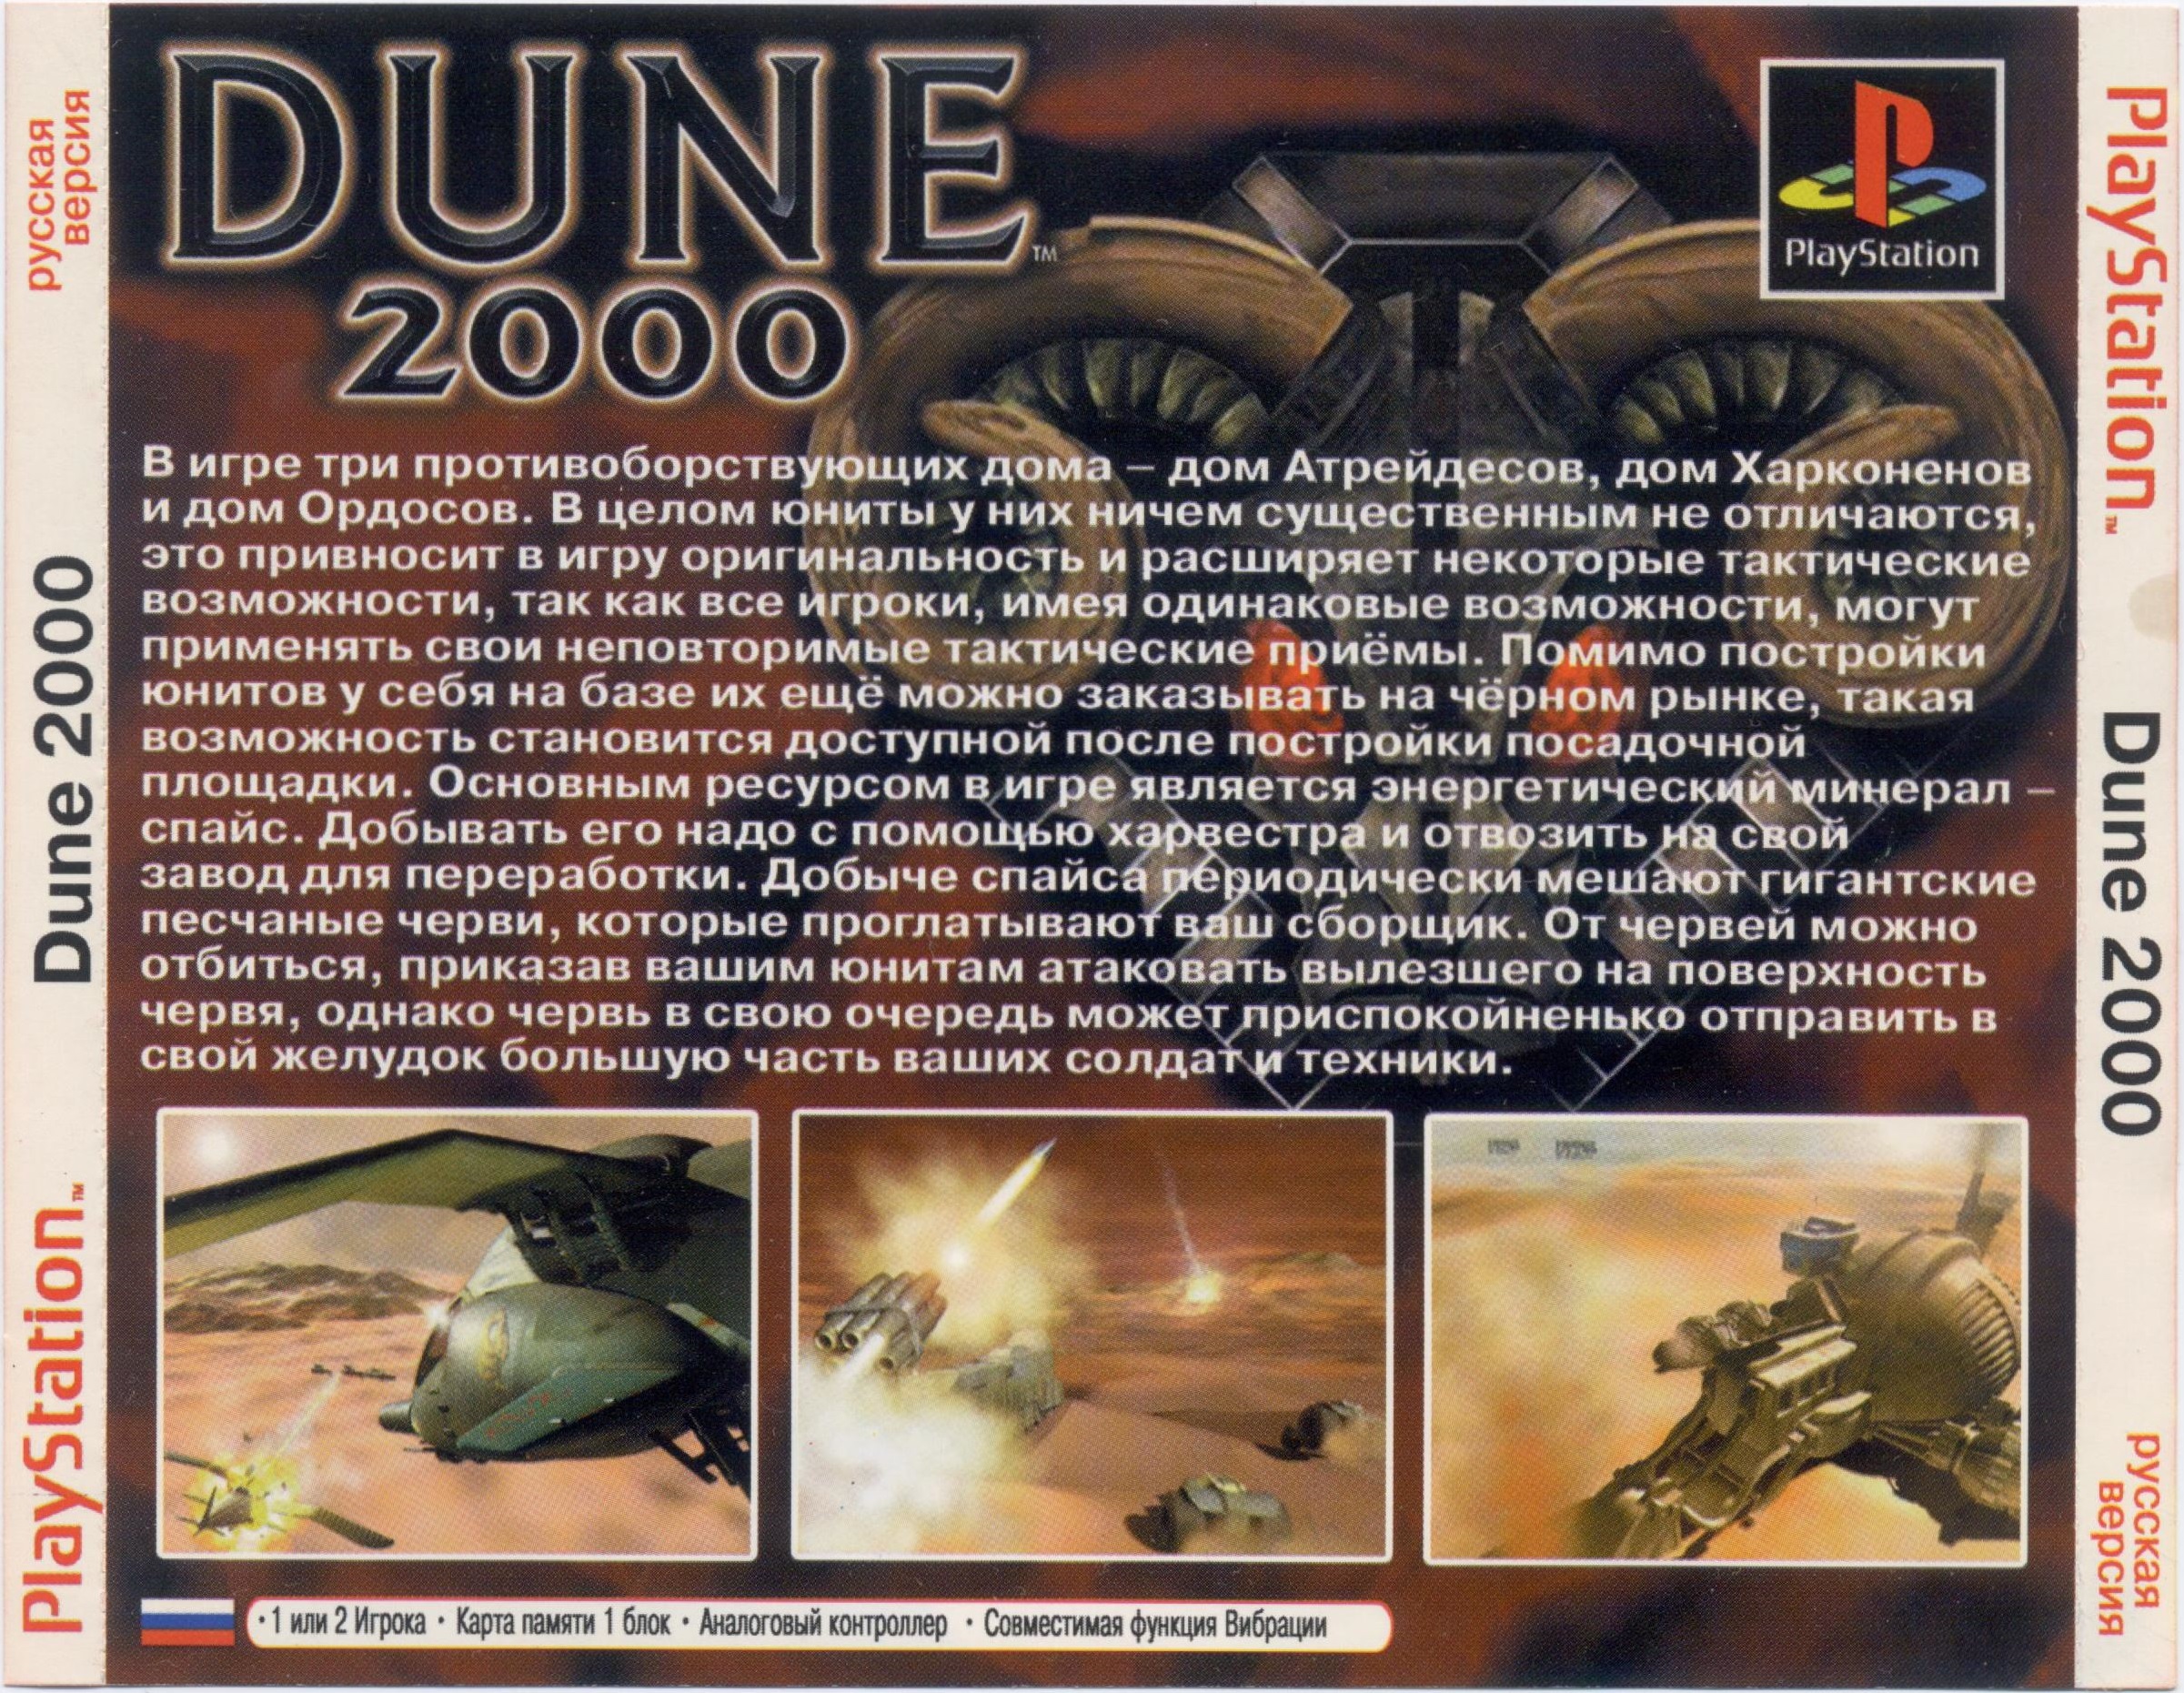 DUNE
TM
2000
PlayStation
В игре три противоборствующих дома – дом Атрейдесов, дом Харконенов
и дом Ордосов. В целом юниты у них ничем существенным не отличаются,
это привносит в игру оригинальность и расширяет некоторые тактические
возможности, так как все игроки, имея одинаковые возможности, могут
применять свои неповторимые тактические приёмы. Помимо постройки
юнитов у себя на базе их ещё можно заказывать на чёрном рынке, такая
возможность становится доступной после постройки посадочной
площадки. Основным ресурсом в игре является энергетический минерал –
спайс. Добывать его надо с помощью харвестра и отвозить на свой
завод для переработки. Добыче спайса периодически мешают гигантские
песчаные черви, которые проглатывают ваш сборщик. От червей можно
отбиться, приказав вашим юнитам атаковать вылезшего на поверхность
червя, однако червь в свою очередь может приспокойненько отправить в
свой желудок большую часть ваших солдат и техники.
• 1 или 2 Игрока • Карта памяти 1 блок • Аналоговый контроллер • Совместимая функция Вибрации
PlayStation™
Dune 2000
русская
версия
PlayStation™
Dune 2000
русская
версия